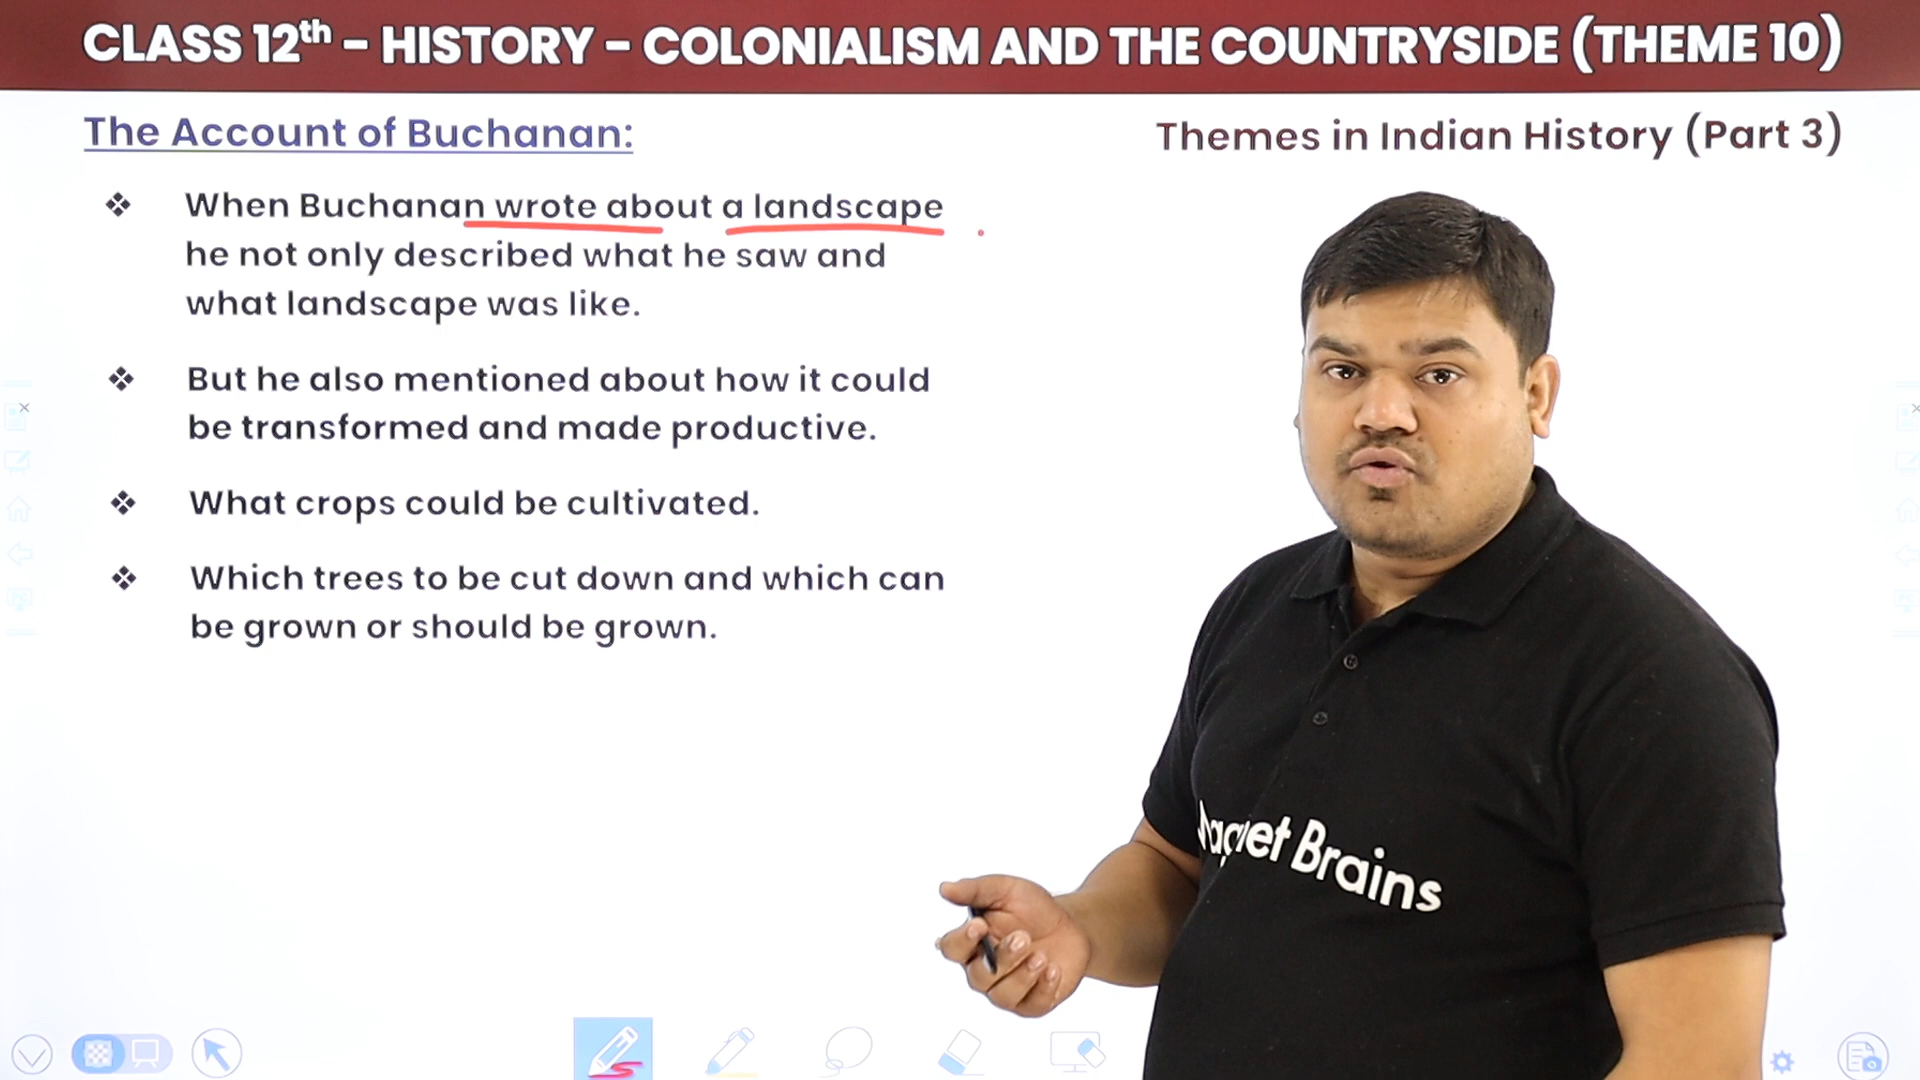 CLASS 12th - HISTORY - COLONIALISM AND THE COUNTRYSIDE (THEME 10)
The Account of Buchanan:
Themes in Indian History (Part 3)
❖ When Buchanan wrote about a landscape
he not only described what he saw and
what landscape was like.
❖ But he also mentioned about how it could
be transformed and made productive.
❖ What crops could be cultivated.
❖ Which trees to be cut down and which can
be grown or should be grown.
Magnet Brains